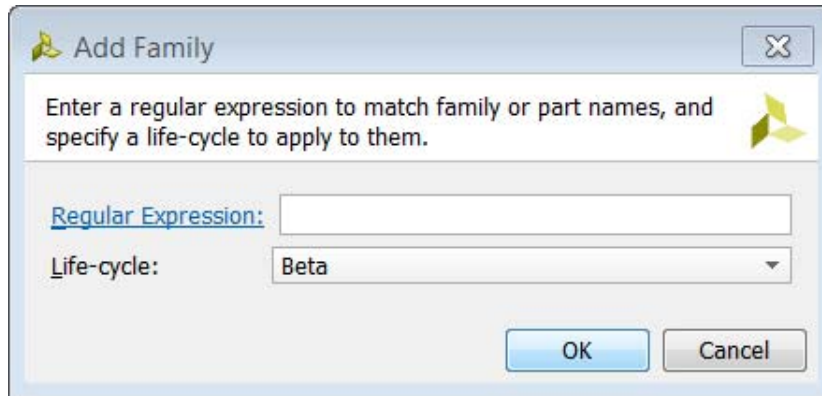 Add Family
Enter a regular expression to match family or part names, and
specify a life-cycle to apply to them.
Regular Expression:
Life-cycle: Beta
OK Cancel